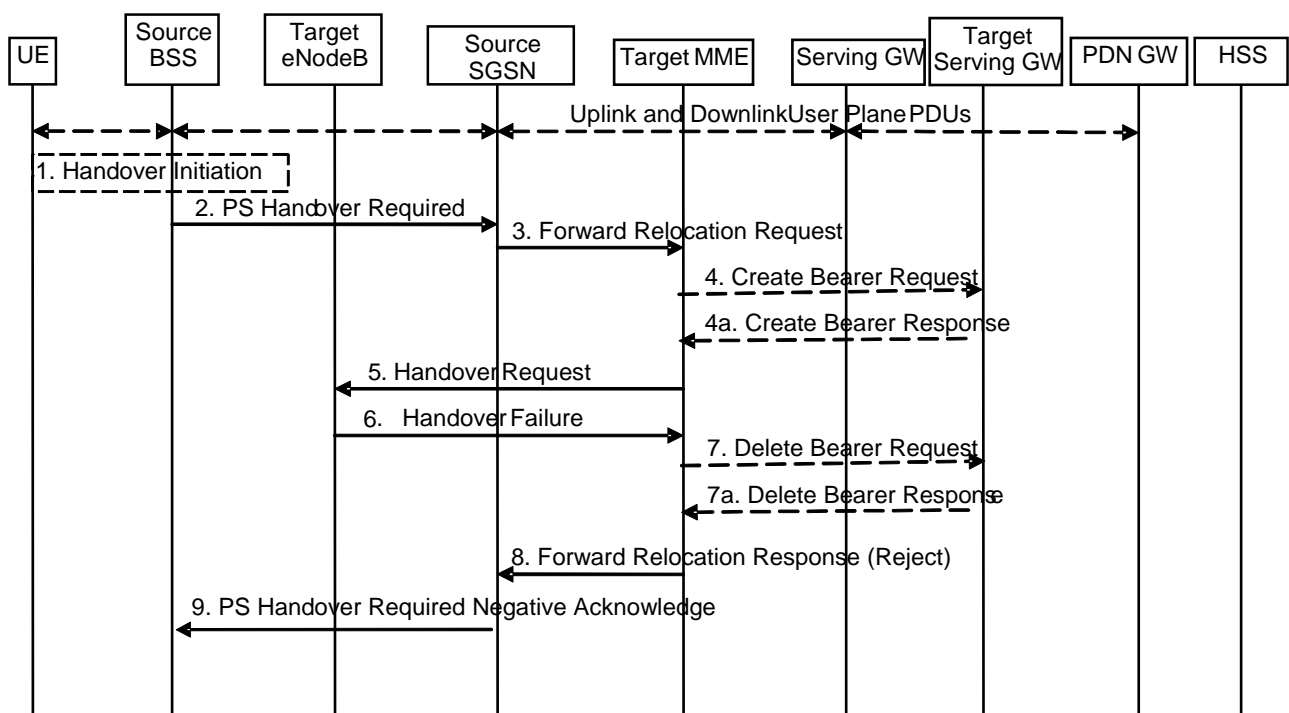 UE
Source
BSS
Target
eNodeB
Source
SGSN
Target MME
Serving GW
Target
Serving GW
PDN GW
HSS
Uplink and Downlink User Plane PDUs
1. Handover Initiation
2. PS Handover Required
3. Forward Relocation Request
4. Create Bearer Request
4a. Create Bearer Response
5. Handover Request
6. Handover Failure
7. Delete Bearer Request
7a. Delete Bearer Response
8. Forward Relocation Response (Reject)
9. PS Handover Required Negative Acknowledge